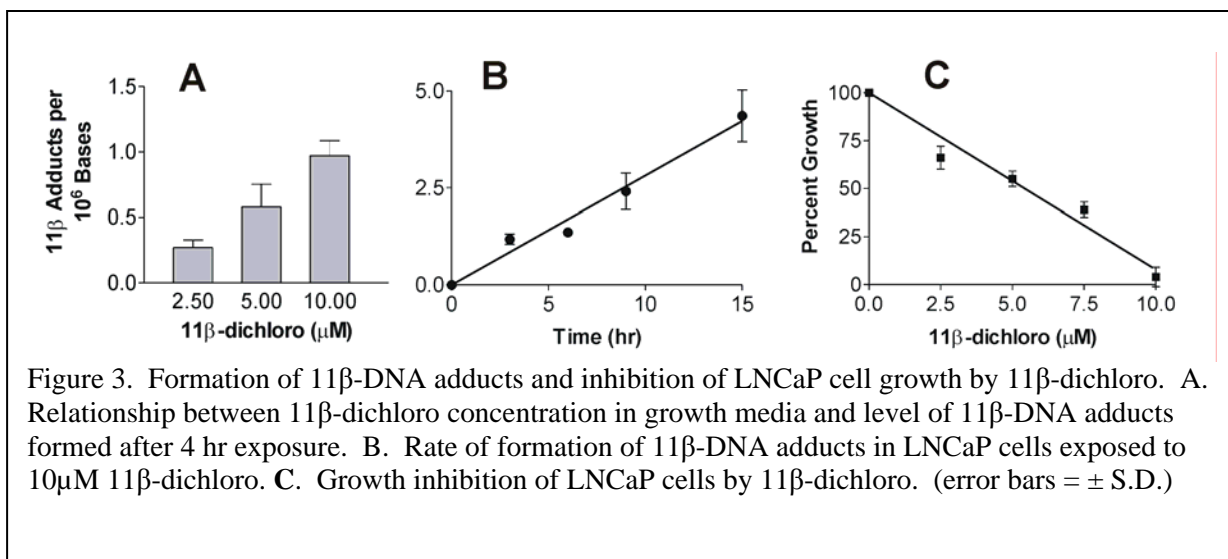 A
1.5
1.0
0.5
0.0
11β Adducts per
10⁶ Bases
2.50 5.00 10.00
11β-dichloro (μM)
B
5.0
2.5
0.0
0 5 10 15
Time (hr)
C
100
75
50
25
0
Percent Growth
0.0 2.5 5.0 7.5 10.0
11β-dichloro (μM)
Figure 3. Formation of 11β-DNA adducts and inhibition of LNCaP cell growth by 11β-dichloro. A.
Relationship between 11β-dichloro concentration in growth media and level of 11β-DNA adducts
formed after 4 hr exposure. B. Rate of formation of 11β-DNA adducts in LNCaP cells exposed to
10μM 11β-dichloro. C. Growth inhibition of LNCaP cells by 11β-dichloro. (error bars = ± S.D.)